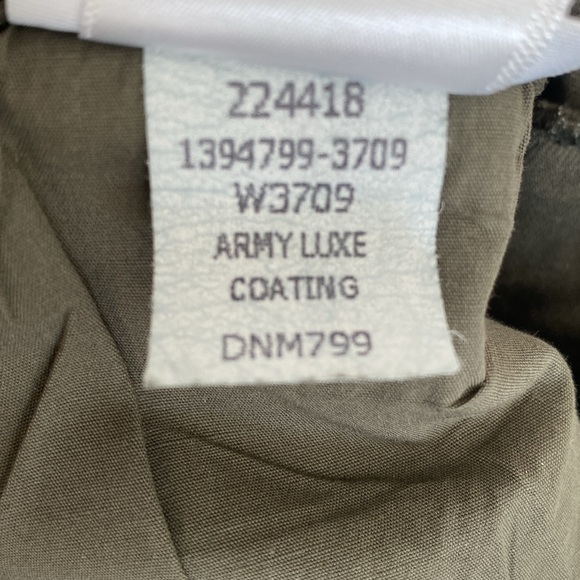 224418
1394799-3709
W3709
ARMY LUXE
COATING
DNM799